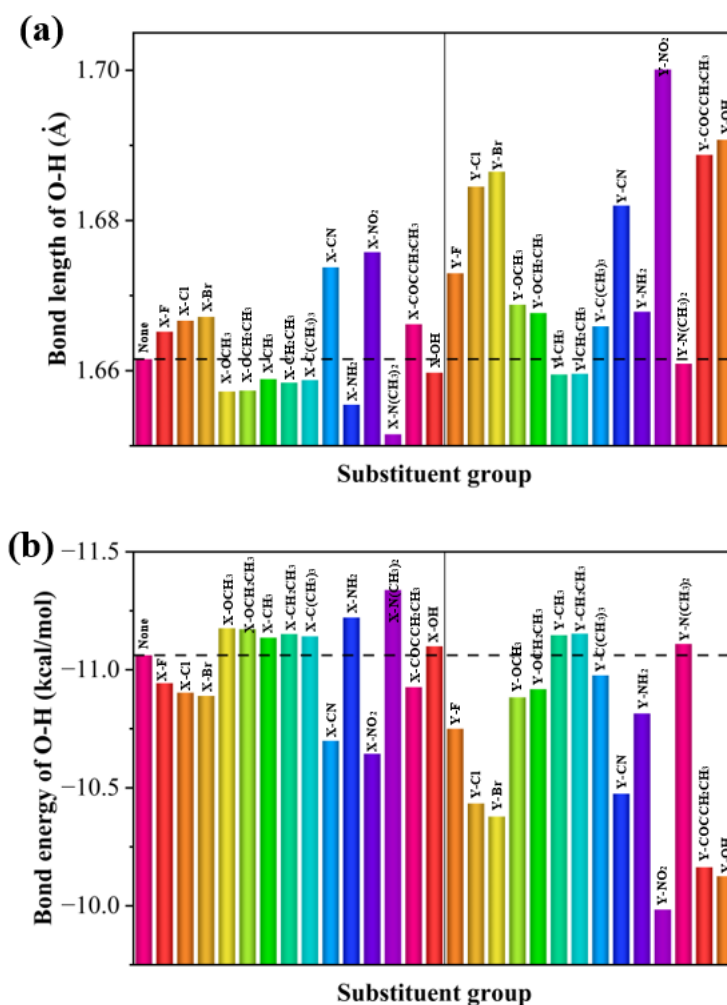 (a)
Bond length of O-H (Å)
1.70
1.68
1.66
None
X-F
X-Cl
X-Br
X-OCH₃
X-OCH₂CH₃
X-CH₃
X-CH₂CH₃
X-C(CH₃)₃
X-CN
X-NH₂
X-NO₂
X-N(CH₃)₂
X-COCCH₂CH₃
X-OH
Y-F
Y-Cl
Y-Br
Y-OCH₃
Y-OCH₂CH₃
Y-CH₃
Y-CH₂CH₃
Y-C(CH₃)₃
Y-CN
Y-NH₂
Y-NO₂
Y-N(CH₃)₂
Y-COCCH₂CH₃
Y-OH
Substituent group
(b)
Bond energy of O-H (kcal/mol)
−11.5
−11.0
−10.5
−10.0
None
X-F
X-Cl
X-Br
X-OCH₃
X-OCH₂CH₃
X-CH₃
X-CH₂CH₃
X-C(CH₃)₃
X-CN
X-NH₂
X-NO₂
X-N(CH₃)₂
X-COCCH₂CH₃
X-OH
Y-F
Y-Cl
Y-Br
Y-OCH₃
Y-OCH₂CH₃
Y-CH₃
Y-CH₂CH₃
Y-C(CH₃)₃
Y-CN
Y-NH₂
Y-NO₂
Y-N(CH₃)₂
Y-COCCH₂CH₃
Y-OH
Substituent group